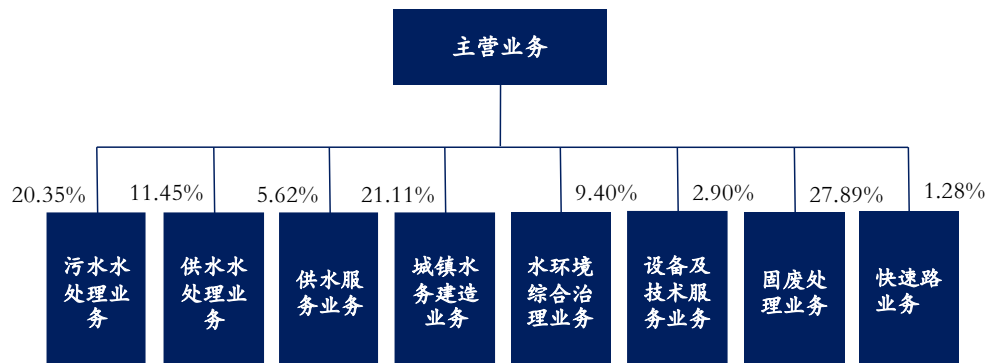 主营业务
20.35%
11.45%
5.62%
21.11%
9.40%
2.90%
27.89%
1.28%
污水水
处理业
务
供水水
处理业
务
供水服
务业务
城镇水
务建造
业务
水环境
综合治
理业务
设备及
技术服
务业务
固废处
理业务
快速路
业务